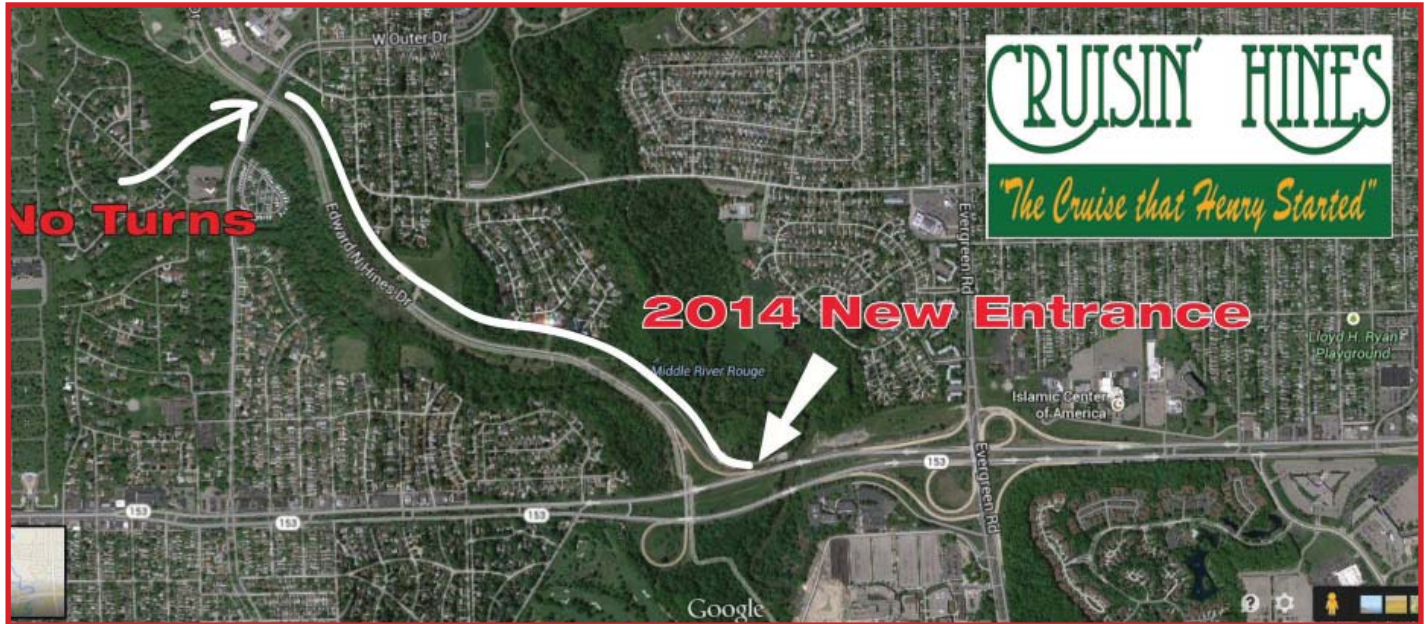 W Outer Dr
CRUISIN' HINES
"The Cruise that Henry Started"
No Turns
Edward N Hines Dr
Evergreen Rd
2014 New Entrance
Lloyd H. Ryan
Playground
Middle River Rouge
Islamic Center
of America
153
Evergreen Rd
153
153
153
Google
?